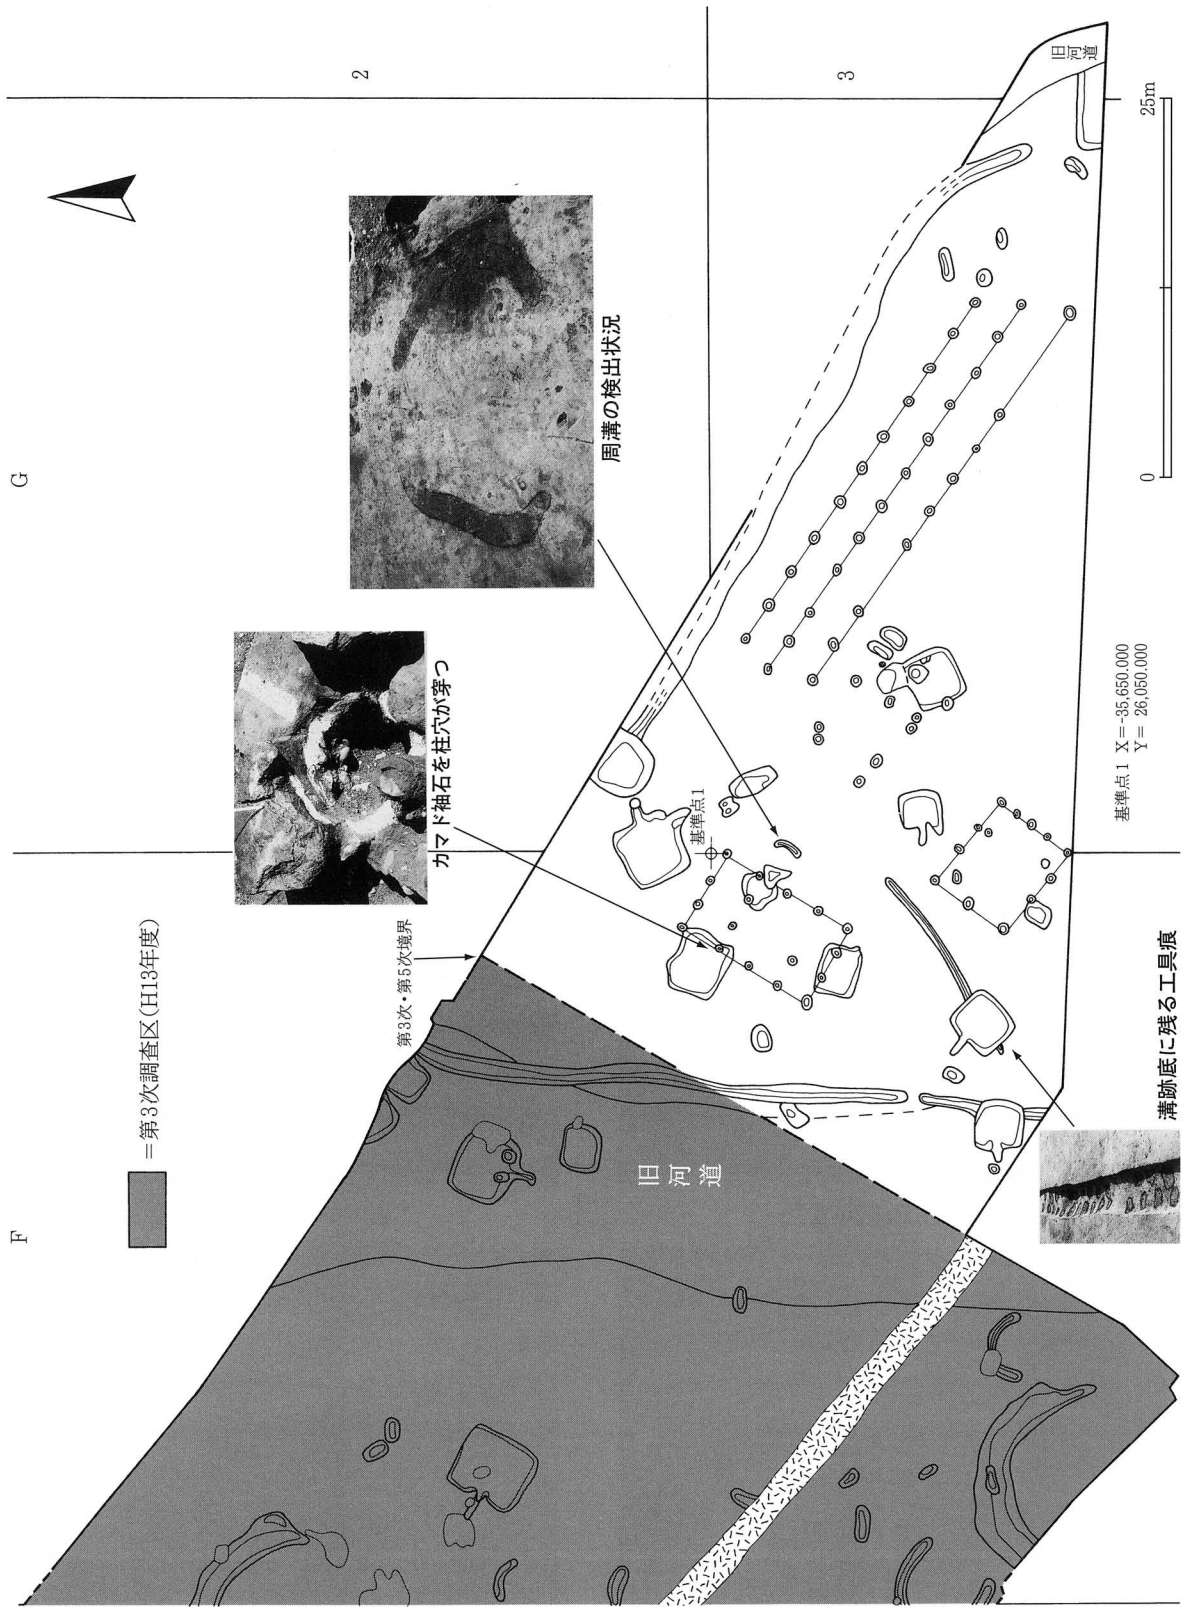 F
G
2
3
=第3次調査区(H13年度)
第3次・第5次境界
カマド袖石を柱穴が穿つ
周溝の検出状況
基準点1
旧
河
道
旧
河
道
溝跡底に残る工具痕
基準点1 X=-35,650.000
Y= 26,050.000
0
25m